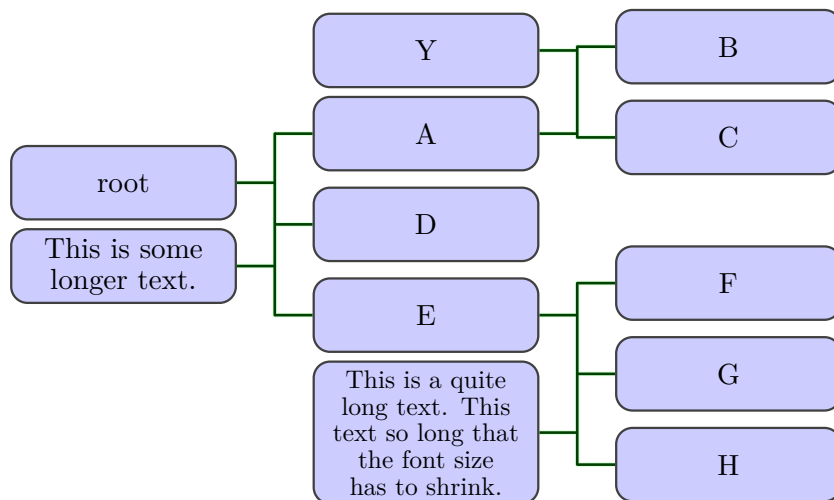 root
This is some
longer text.
Y
A
D
E
This is a quite
long text. This
text so long that
the font size
has to shrink.
B
C
F
G
H